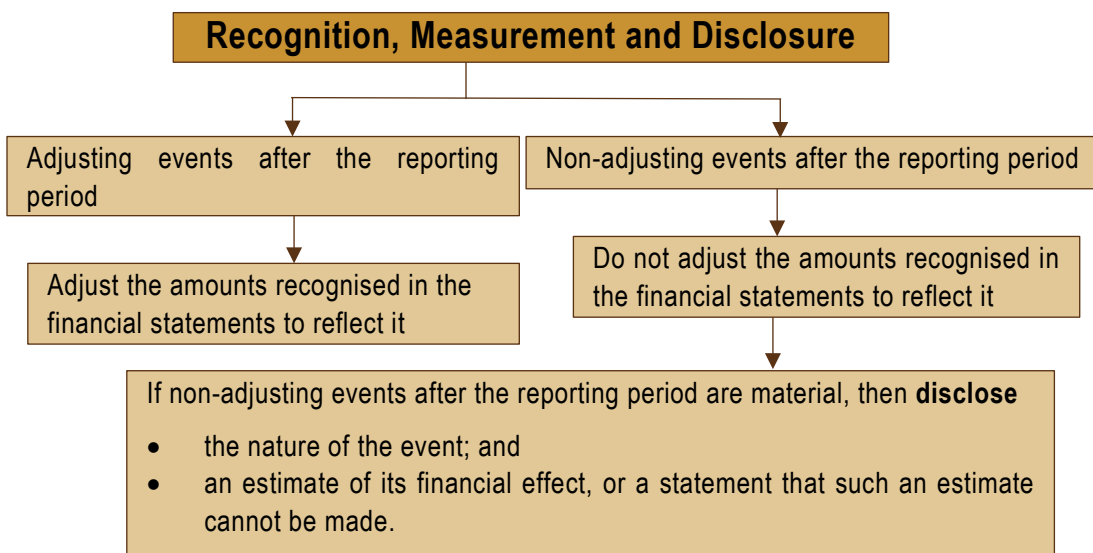 Recognition, Measurement and Disclosure
Adjusting events after the reporting
period
Non-adjusting events after the reporting period
Adjust the amounts recognised in the
financial statements to reflect it
Do not adjust the amounts recognised in
the financial statements to reflect it
If non-adjusting events after the reporting period are material, then disclose
• the nature of the event; and
• an estimate of its financial effect, or a statement that such an estimate
cannot be made.